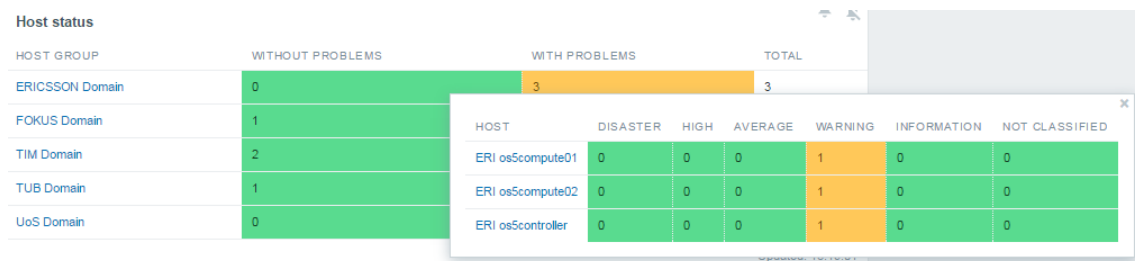 Host status
HOST GROUP WITHOUT PROBLEMS WITH PROBLEMS TOTAL
ERICSSON Domain 0 3 3
FOKUS Domain 1
TIM Domain 2
TUB Domain 1
UoS Domain 0
HOST DISASTER HIGH AVERAGE WARNING INFORMATION NOT CLASSIFIED
ERI os5compute01 0 0 0 1 0 0
ERI os5compute02 0 0 0 1 0 0
ERI os5controller 0 0 0 1 0 0